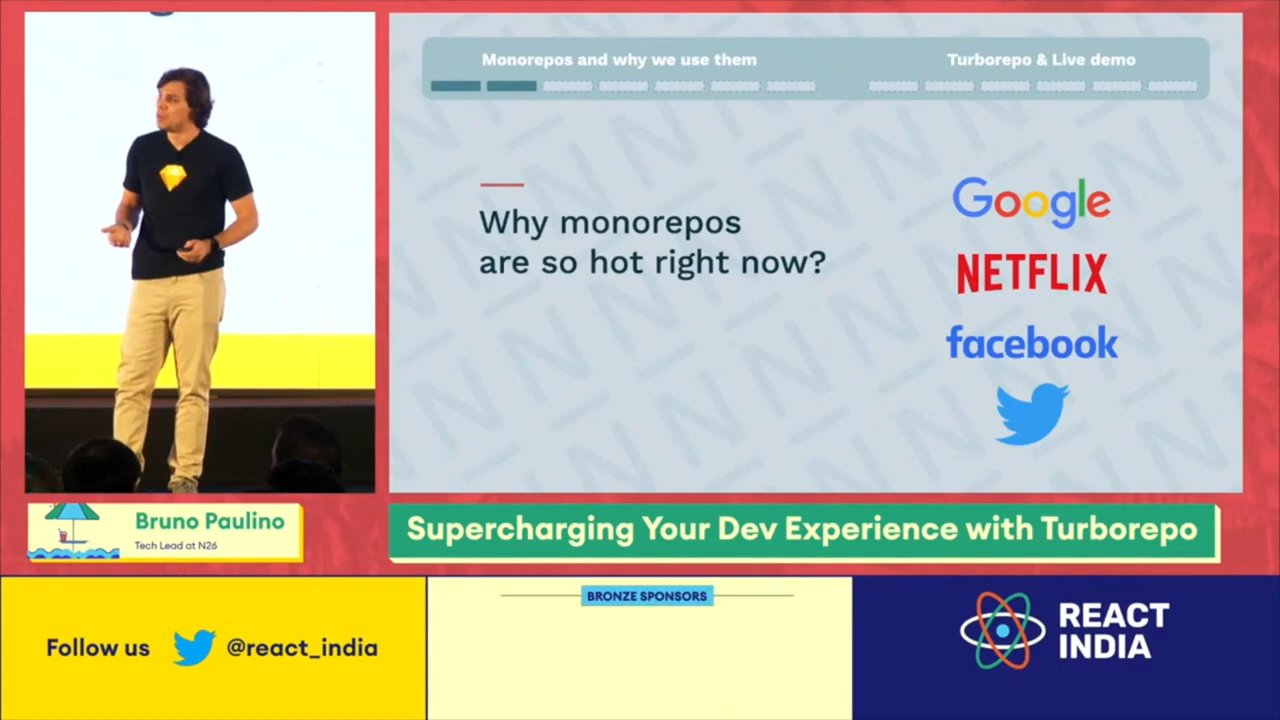 Monorepos and why we use them
Turborepo & Live demo
Why monorepos
are so hot right now?
Google
NETFLIX
facebook
Bruno Paulino
Tech Lead at N26
Supercharging Your Dev Experience with Turborepo
BRONZE SPONSORS
Follow us
@react_india
REACT
INDIA